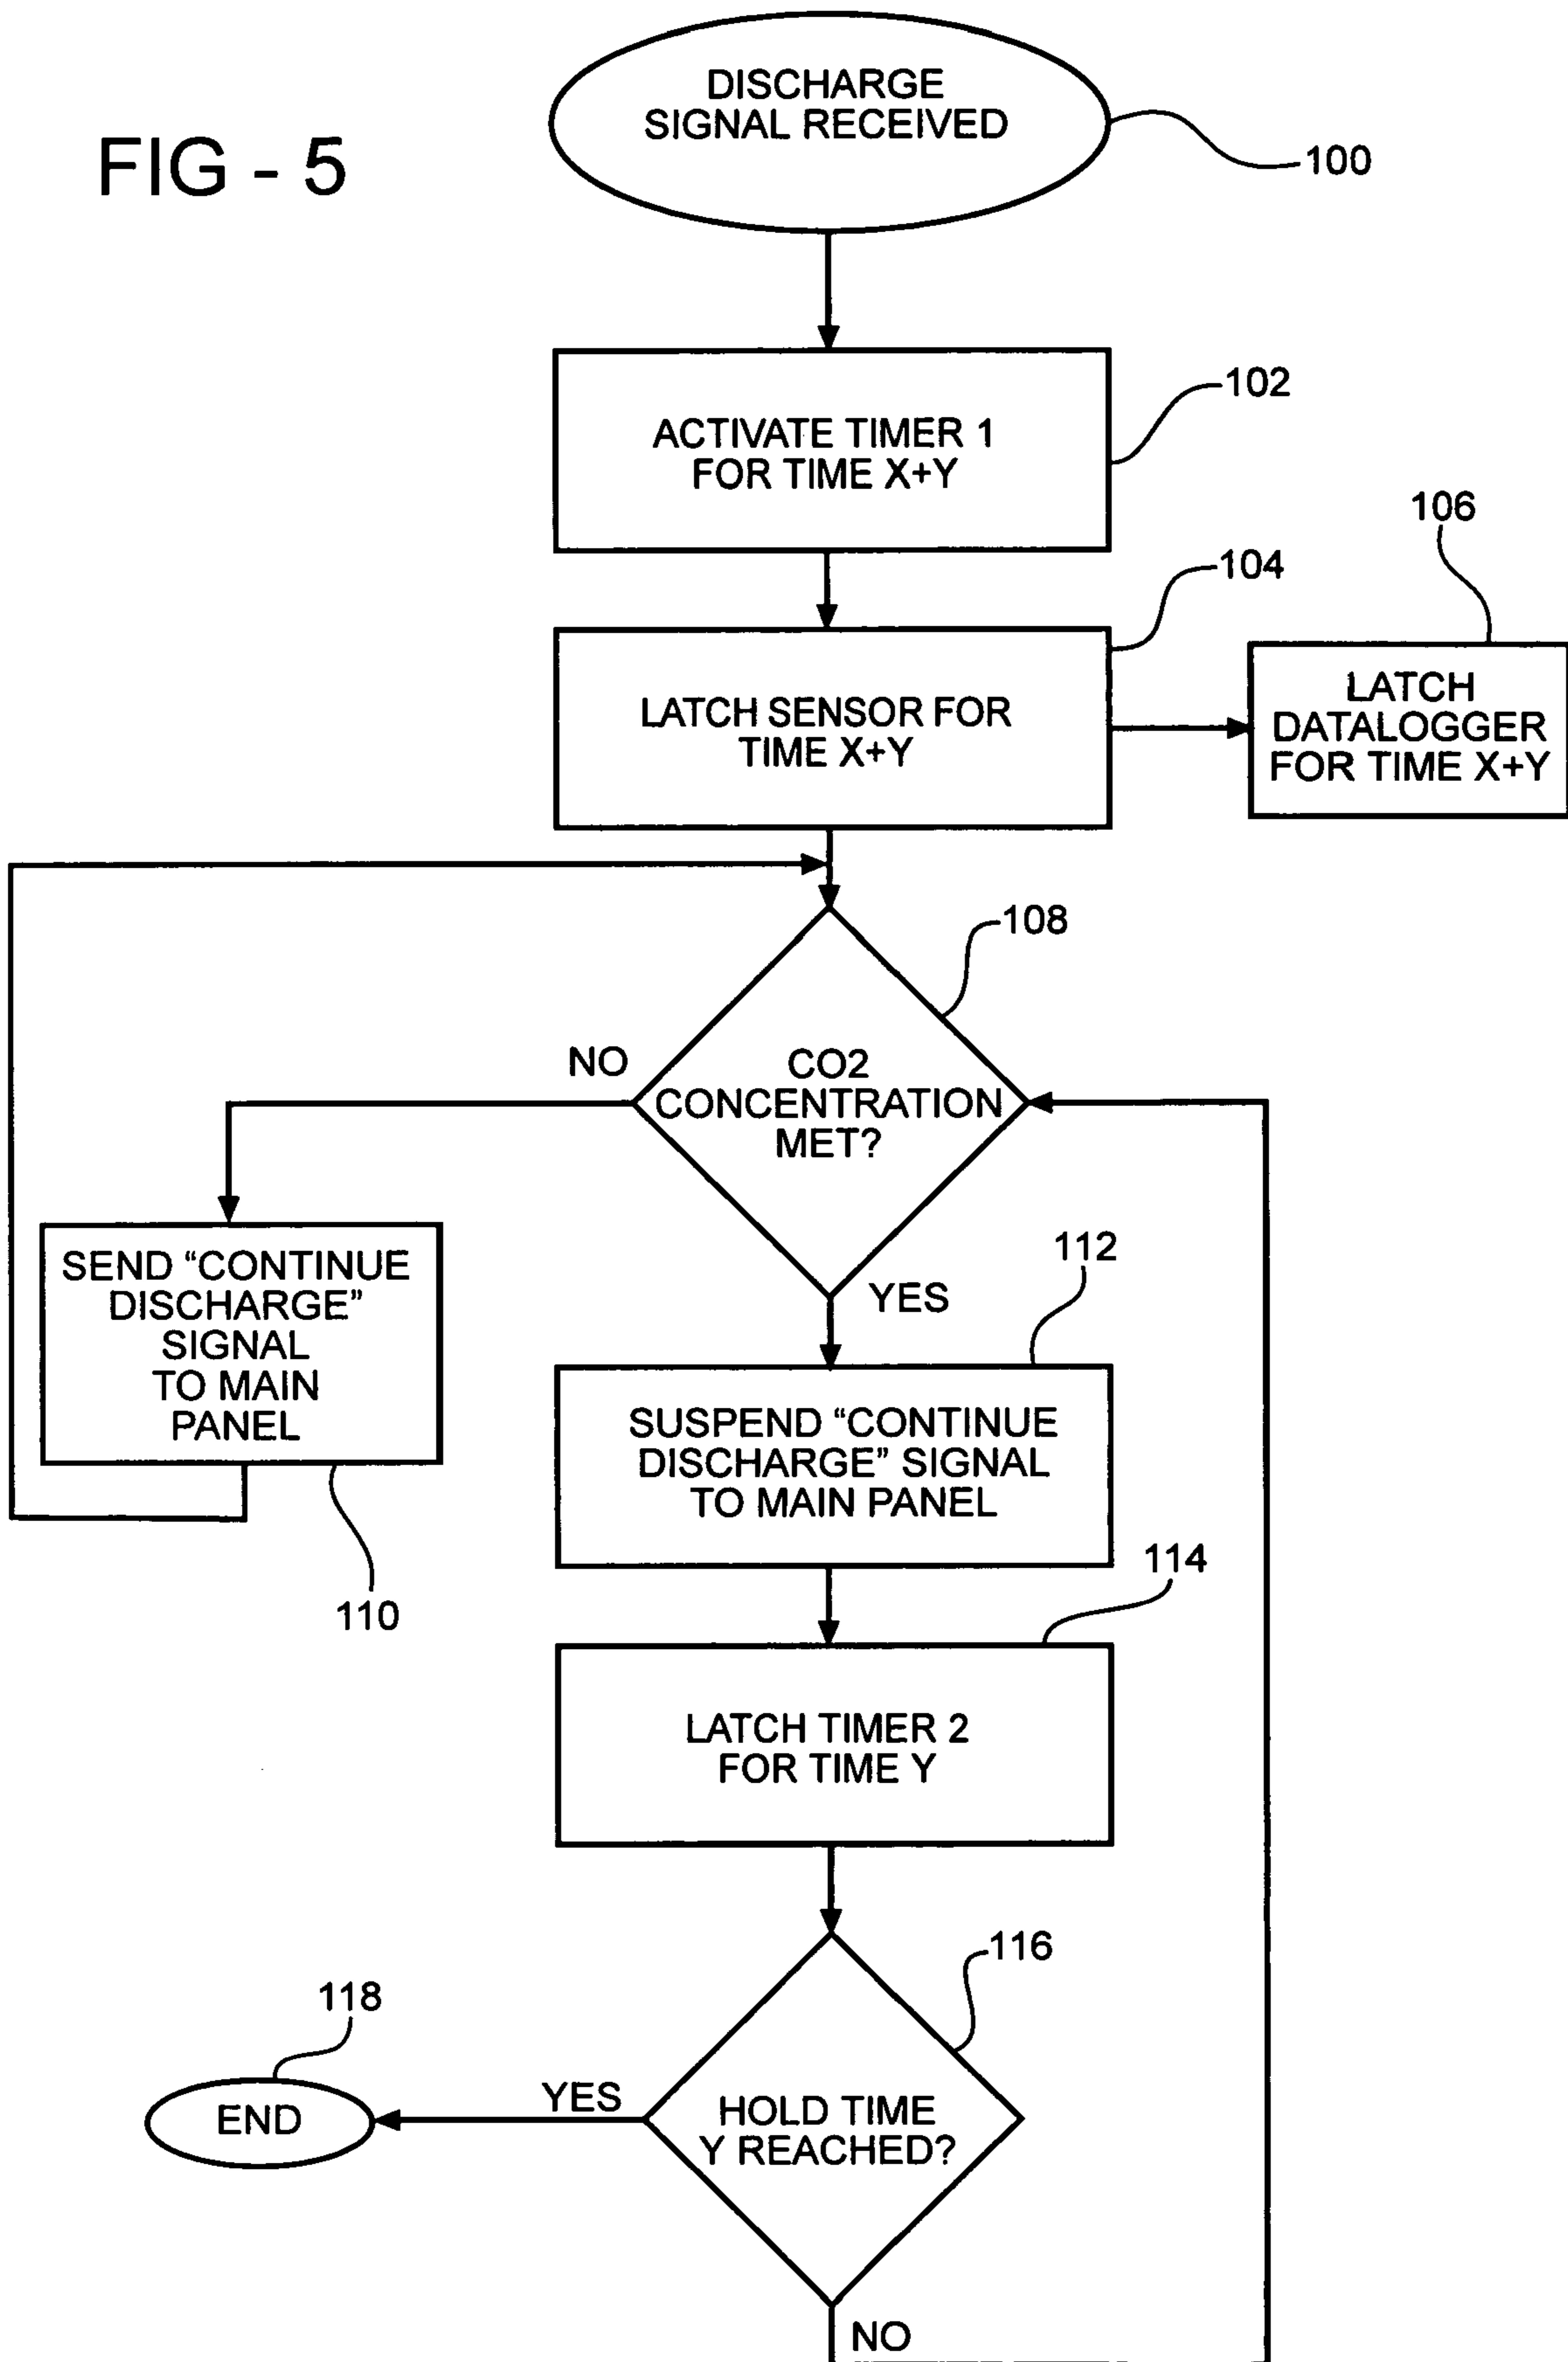 FIG - 5
DISCHARGE
SIGNAL RECEIVED
100
ACTIVATE TIMER 1
FOR TIME X+Y
102
LATCH SENSOR FOR
TIME X+Y
104
LATCH
DATALOGGER
FOR TIME X+Y
106
CO2
CONCENTRATION
MET?
108
NO
YES
SEND “CONTINUE
DISCHARGE”
SIGNAL
TO MAIN
PANEL
110
SUSPEND “CONTINUE
DISCHARGE” SIGNAL
TO MAIN PANEL
112
LATCH TIMER 2
FOR TIME Y
114
HOLD TIME
Y REACHED?
116
YES
END
118
NO